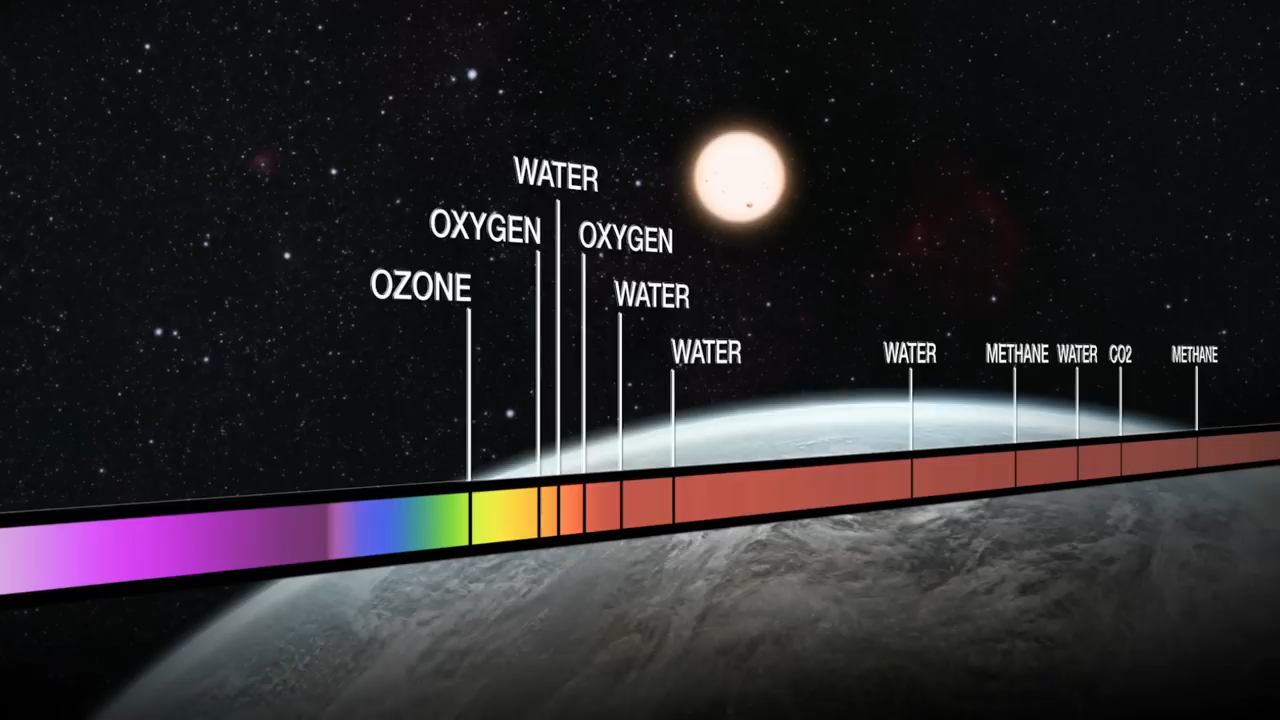 WATER
OXYGEN
OXYGEN
OZONE
WATER
WATER
WATER
METHANE
WATER
CO2
METHANE